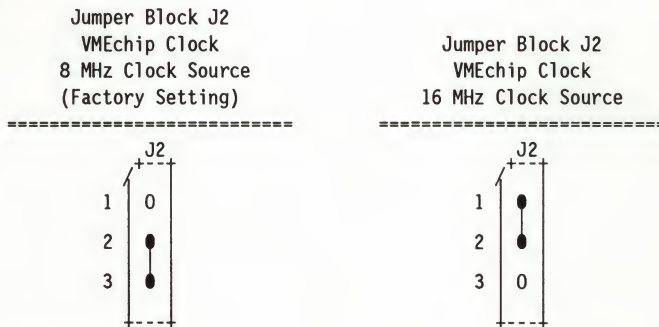 Jumper Block J2
VMEchip Clock
8 MHz Clock Source
(Factory Setting)
==============================
J2
1 0
2
3
Jumper Block J2
VMEchip Clock
16 MHz Clock Source
==============================
J2
1
2
3 0